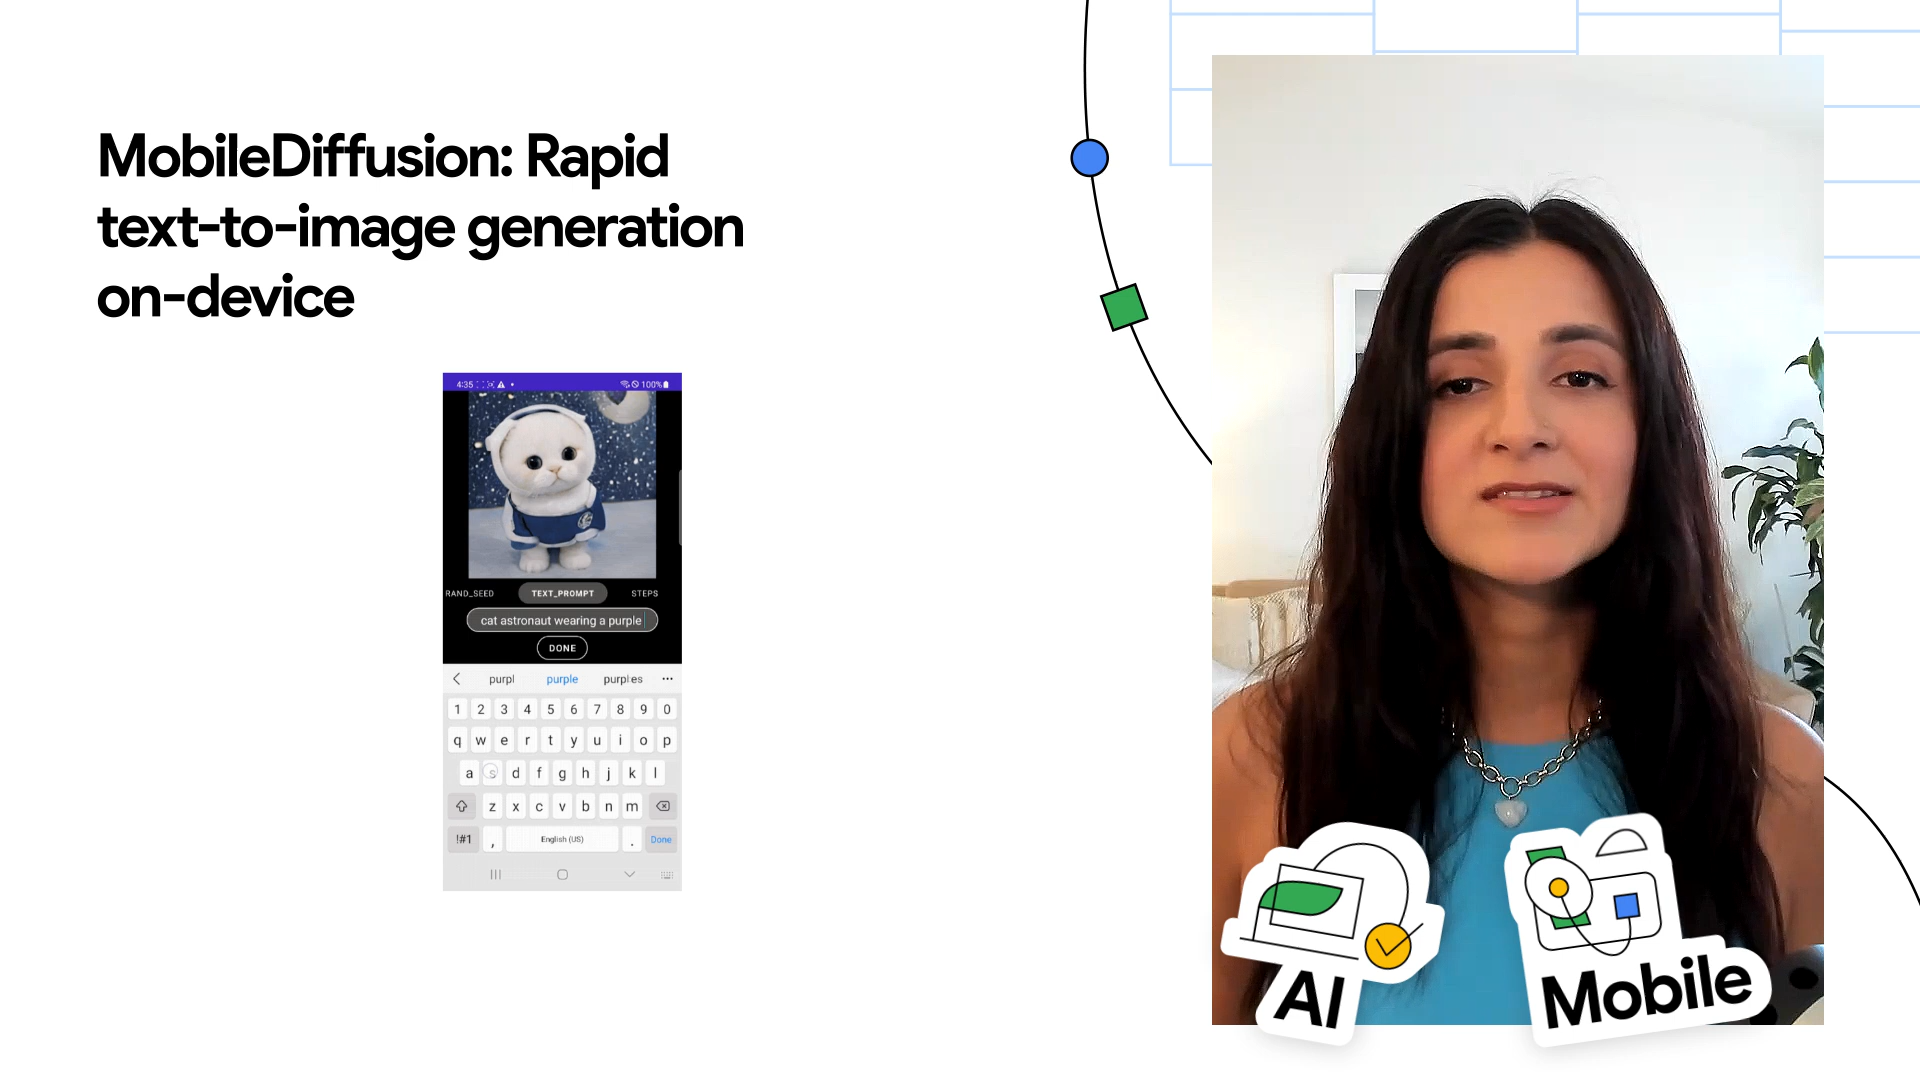 MobileDiffusion: Rapid
text-to-image generation
on-device
4:35
100%
RAND_SEED TEXT_PROMPT STEPS
cat astronaut wearing a purple
DONE
purpl purple purples
1 2 3 4 5 6 7 8 9 0
q w e r t y u i o p
a s d f g h j k l
z x c v b n m
!#1 , English (US) . Done
AI
Mobile